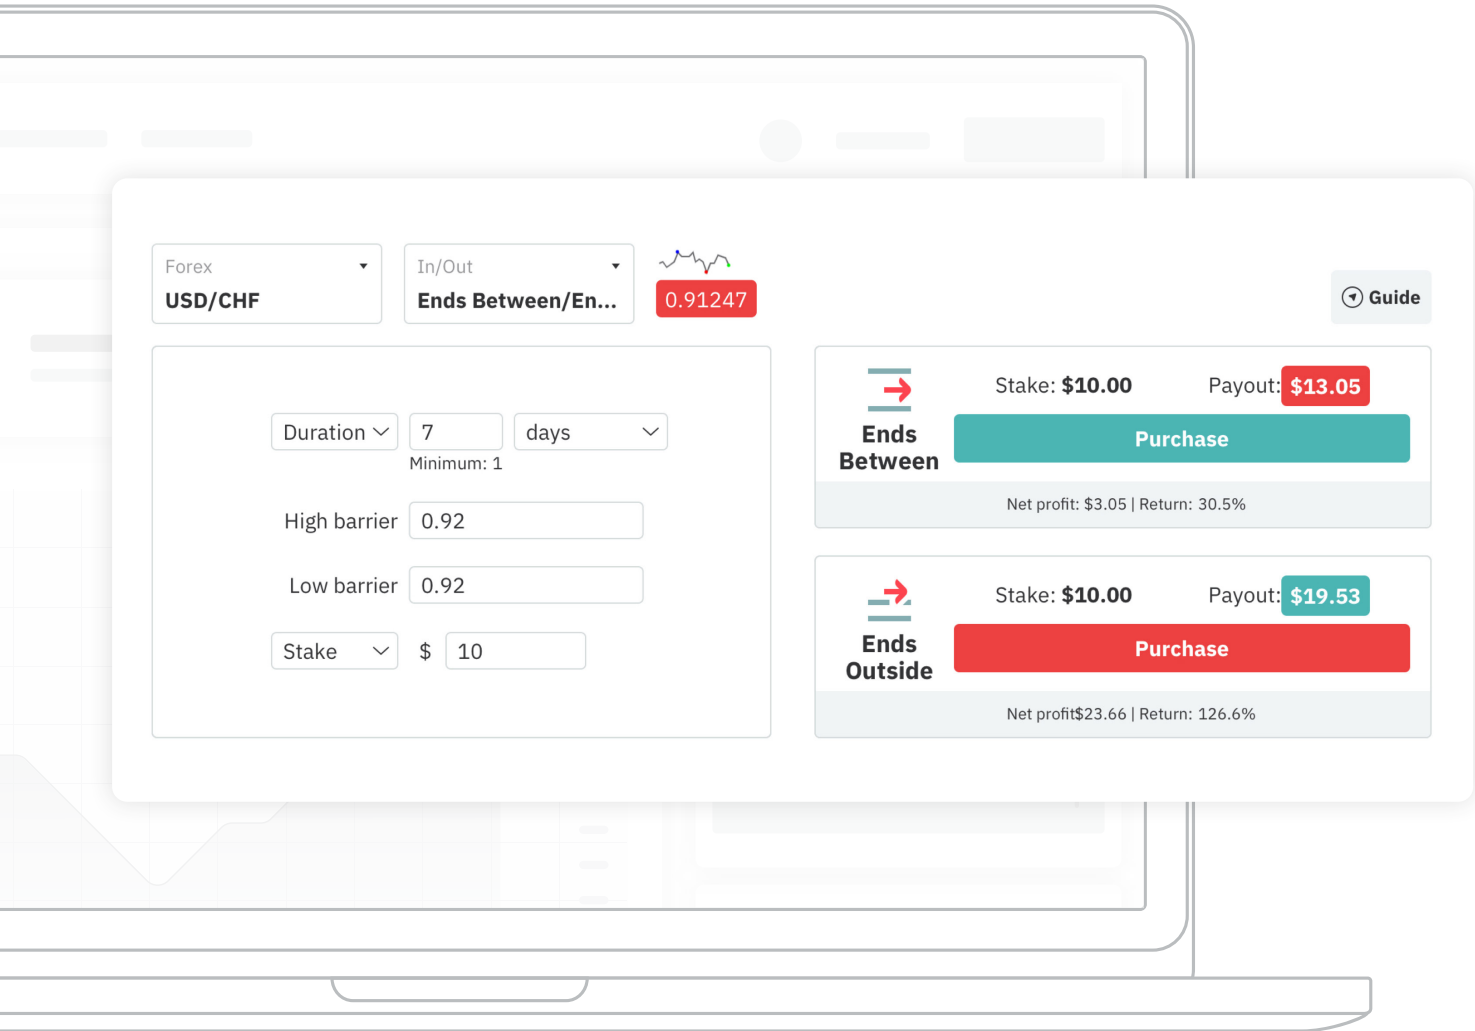 Forex
USD/CHF
In/Out
Ends Between/En...
0.91247
Guide
Duration
7
days
Minimum: 1
High barrier
0.92
Low barrier
0.92
Stake
$
10
Ends
Between
Stake: $10.00
Payout: $13.05
Purchase
Net profit: $3.05 | Return: 30.5%
Ends
Outside
Stake: $10.00
Payout: $19.53
Purchase
Net profit$23.66 | Return: 126.6%